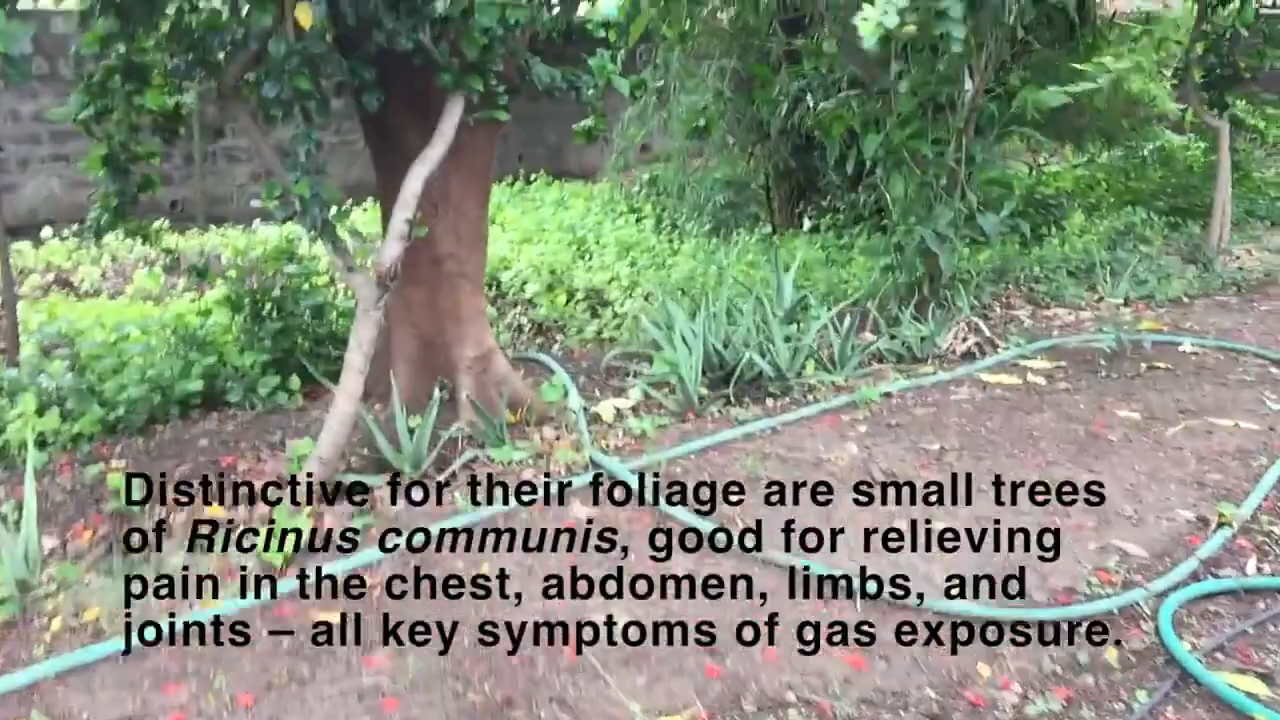 Distinctive for their foliage are small trees
of Ricinus communis, good for relieving
pain in the chest, abdomen, limbs, and
joints – all key symptoms of gas exposure.